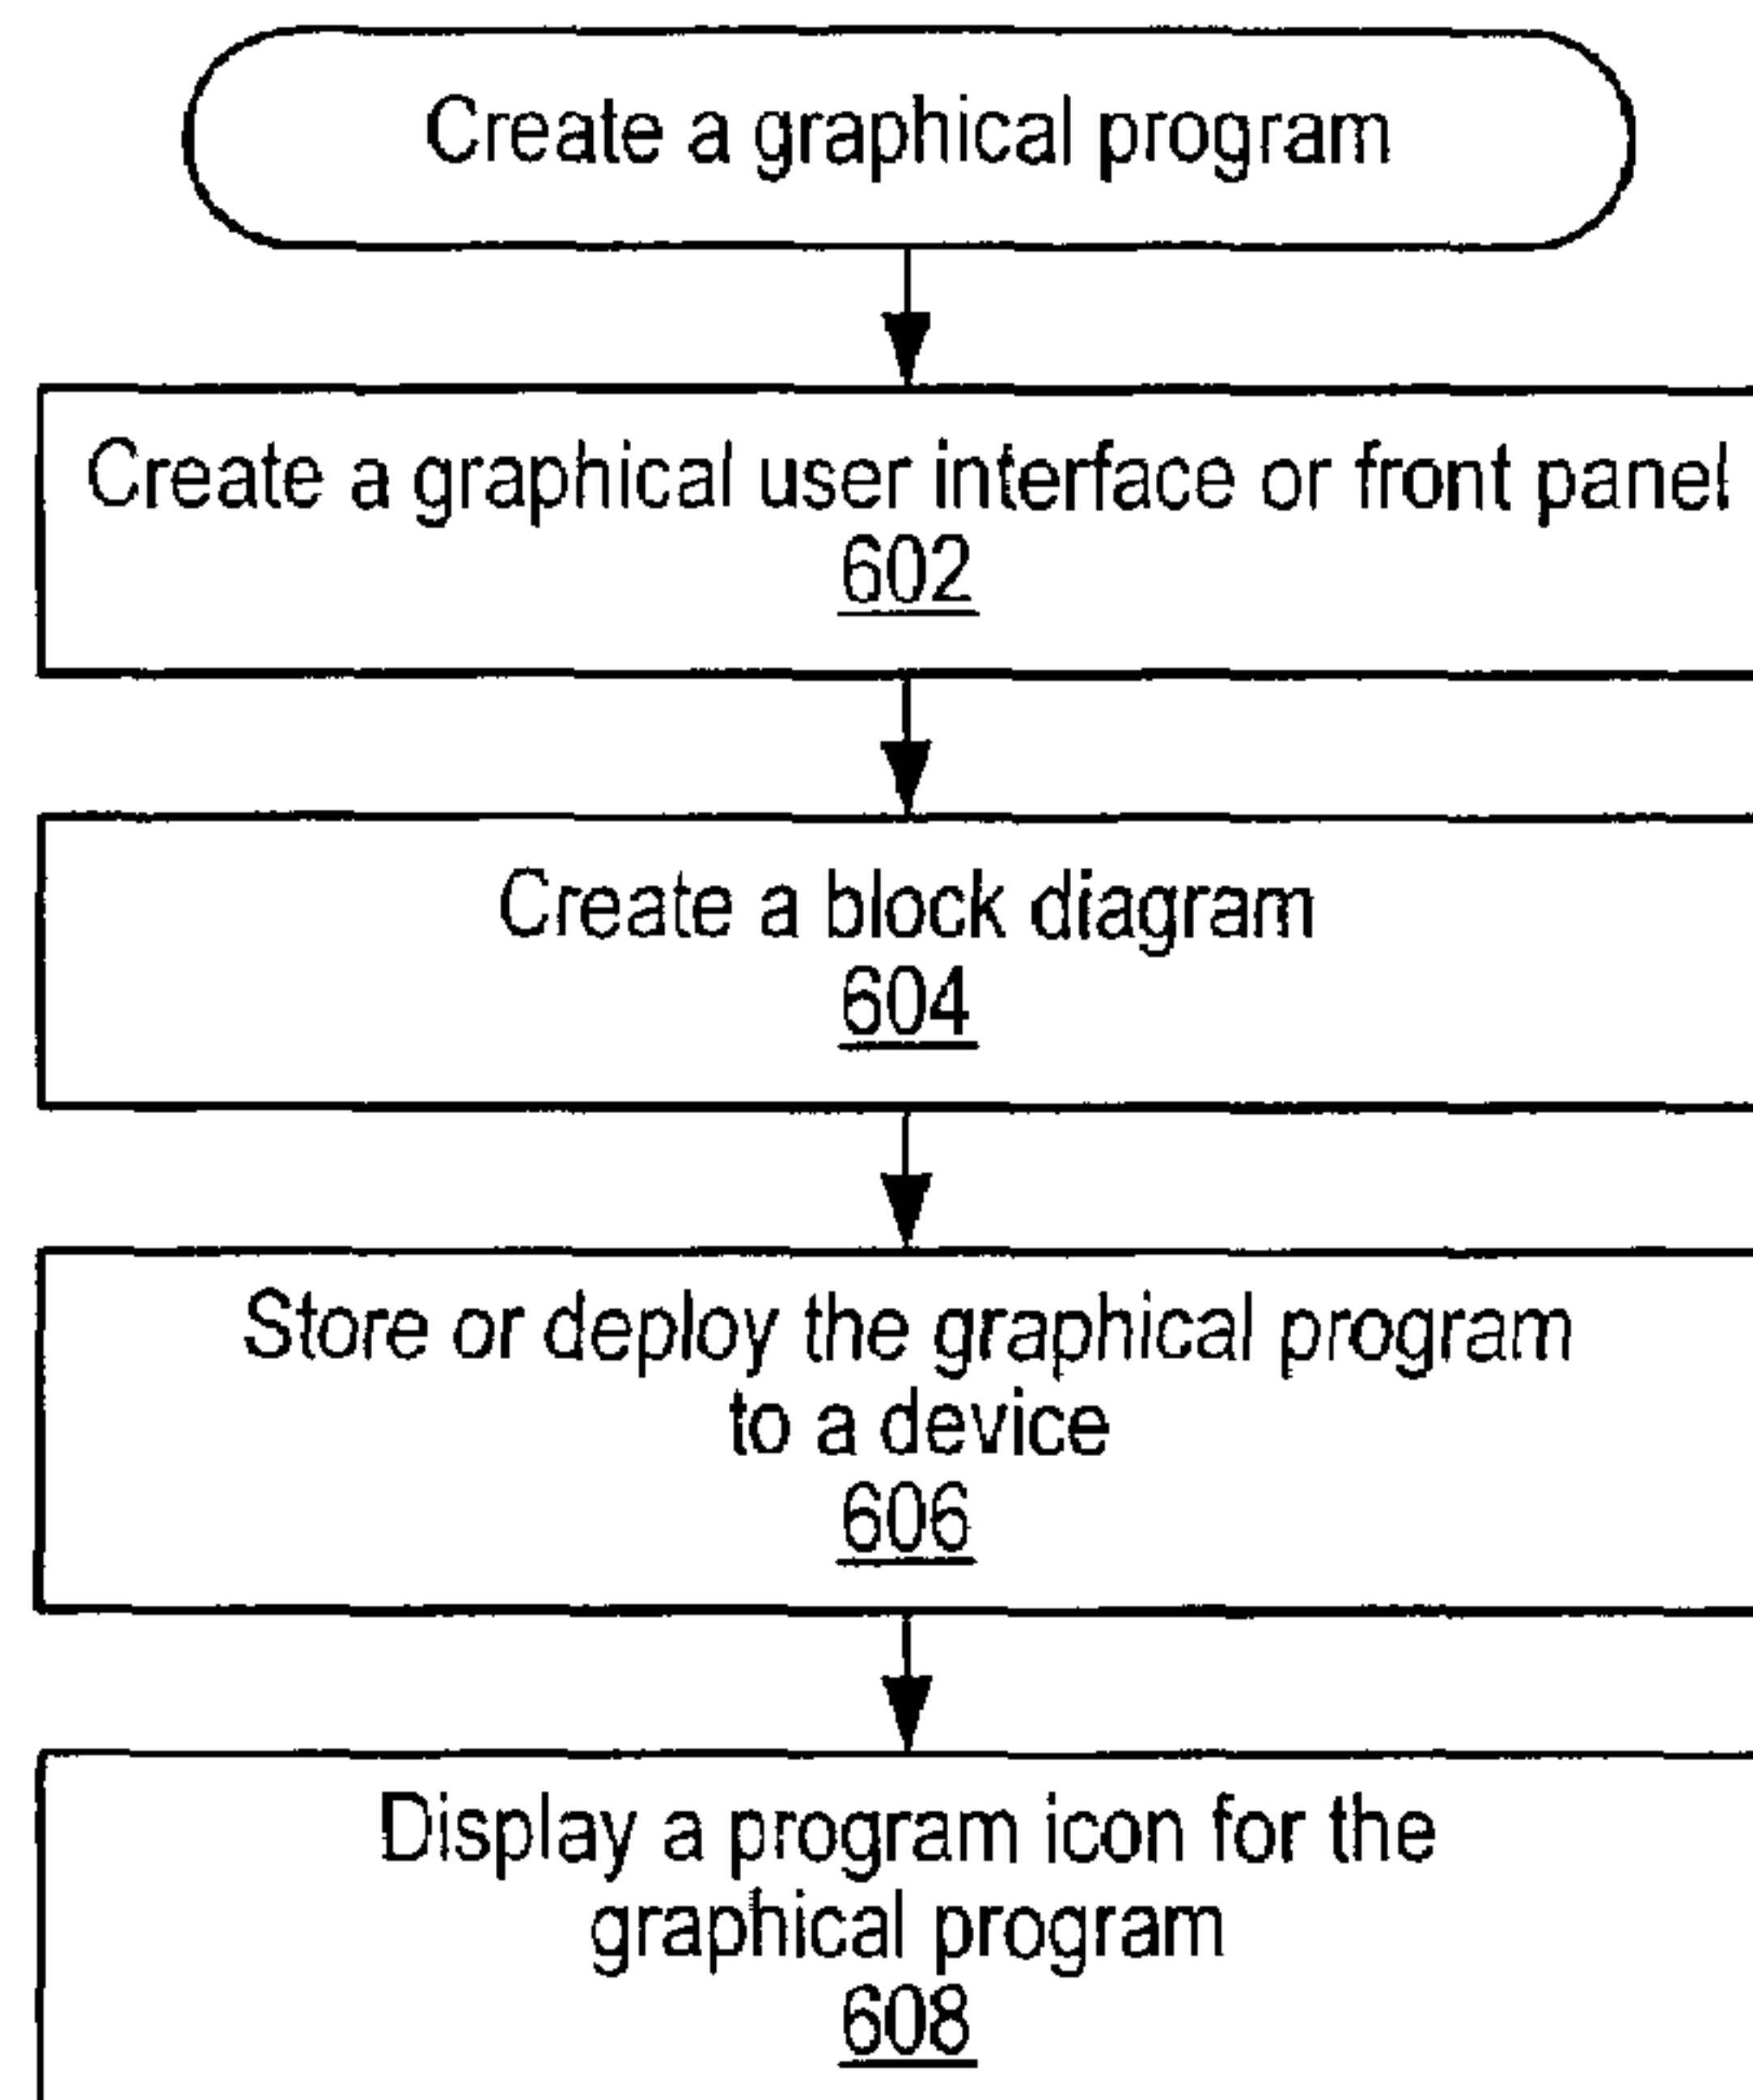 Create a graphical program
Create a graphical user interface or front panel
602
Create a block diagram
604
Store or deploy the graphical program
to a device
606
Display a program icon for the
graphical program
608